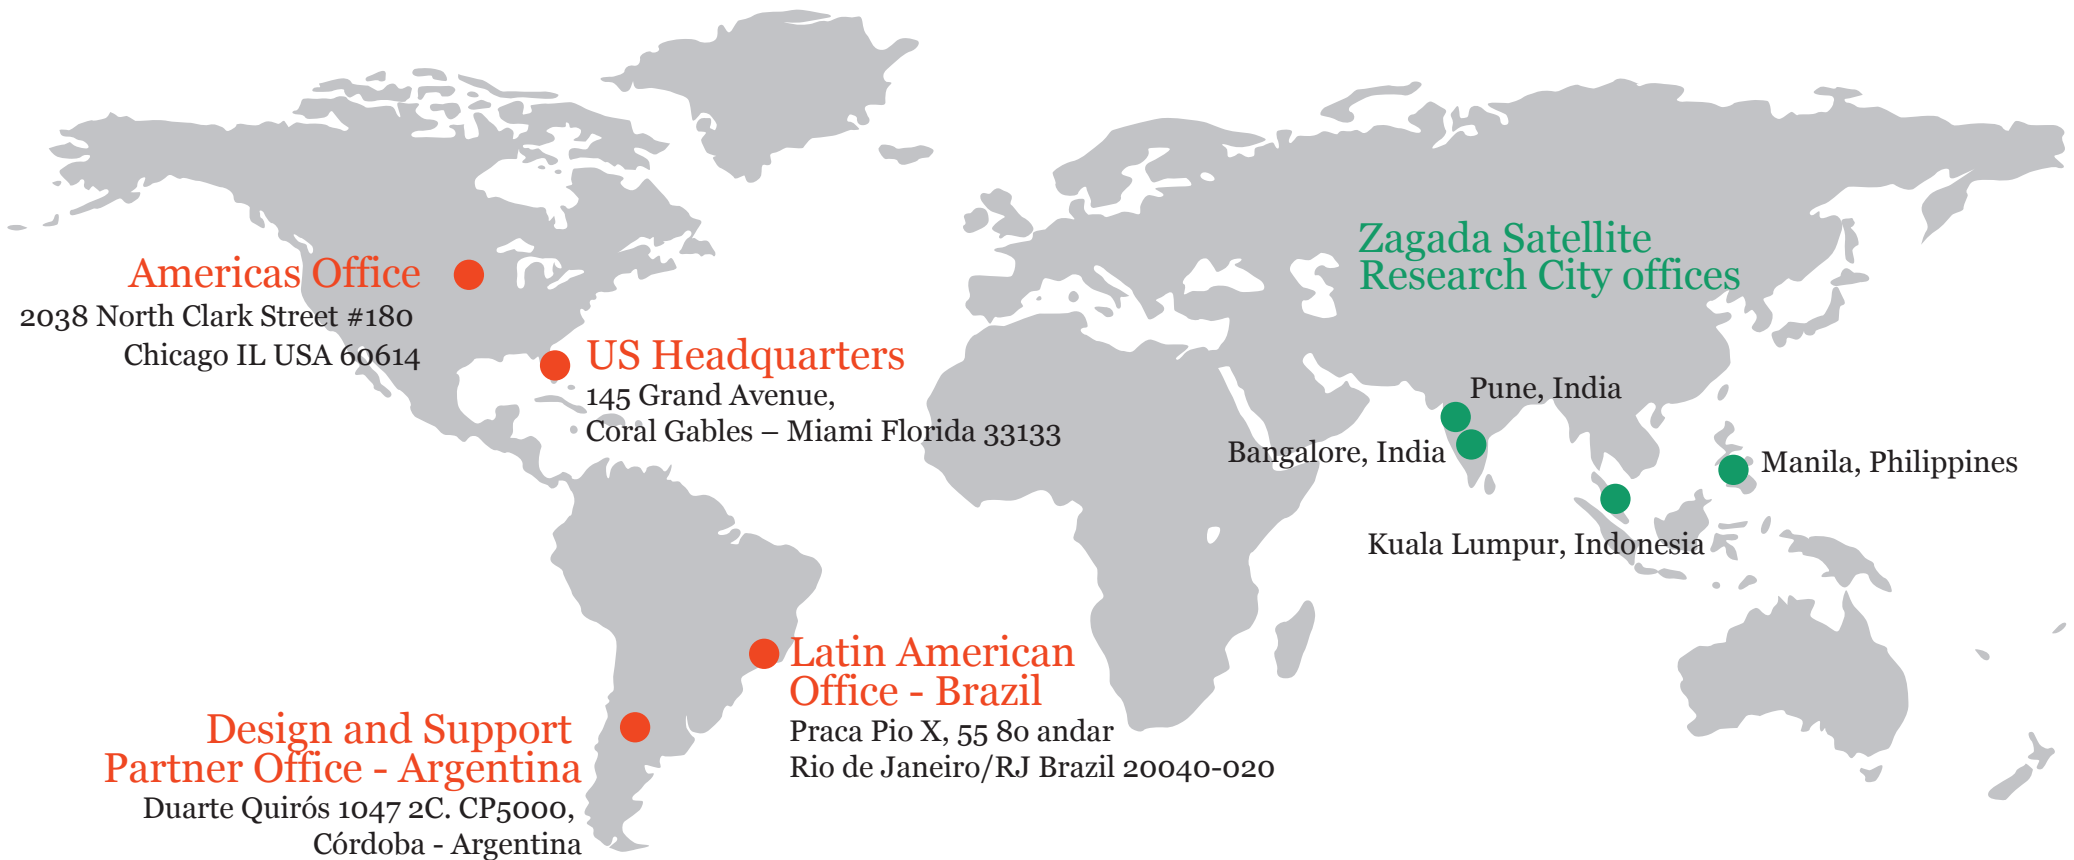 Americas Office
2038 North Clark Street #180
Chicago IL USA 60614
US Headquarters
145 Grand Avenue,
Coral Gables – Miami Florida 33133
Zagada Satellite
Research City offices
Pune, India
Bangalore, India
Manila, Philippines
Kuala Lumpur, Indonesia
Latin American
Office - Brazil
Praca Pio X, 55 80 andar
Rio de Janeiro/RJ Brazil 20040-020
Design and Support
Partner Office - Argentina
Duarte Quirós 1047 2C. CP5000,
Córdoba - Argentina